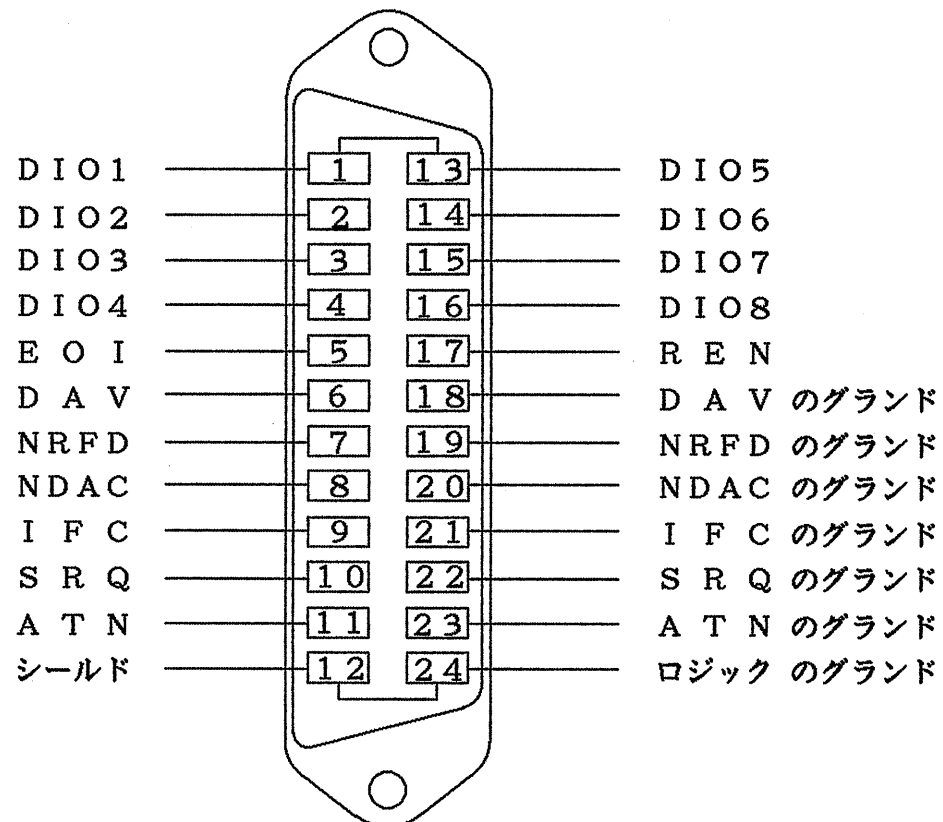 DIO1 1 13 DIO5
DIO2 2 14 DIO6
DIO3 3 15 DIO7
DIO4 4 16 DIO8
EOI 5 17 REN
DAV 6 18 DAV のグランド
NRFD 7 19 NRFD のグランド
NDAC 8 20 NDAC のグランド
IFC 9 21 IFC のグランド
SRQ 10 22 SRQ のグランド
ATN 11 23 ATN のグランド
シールド 12 24 ロジック のグランド